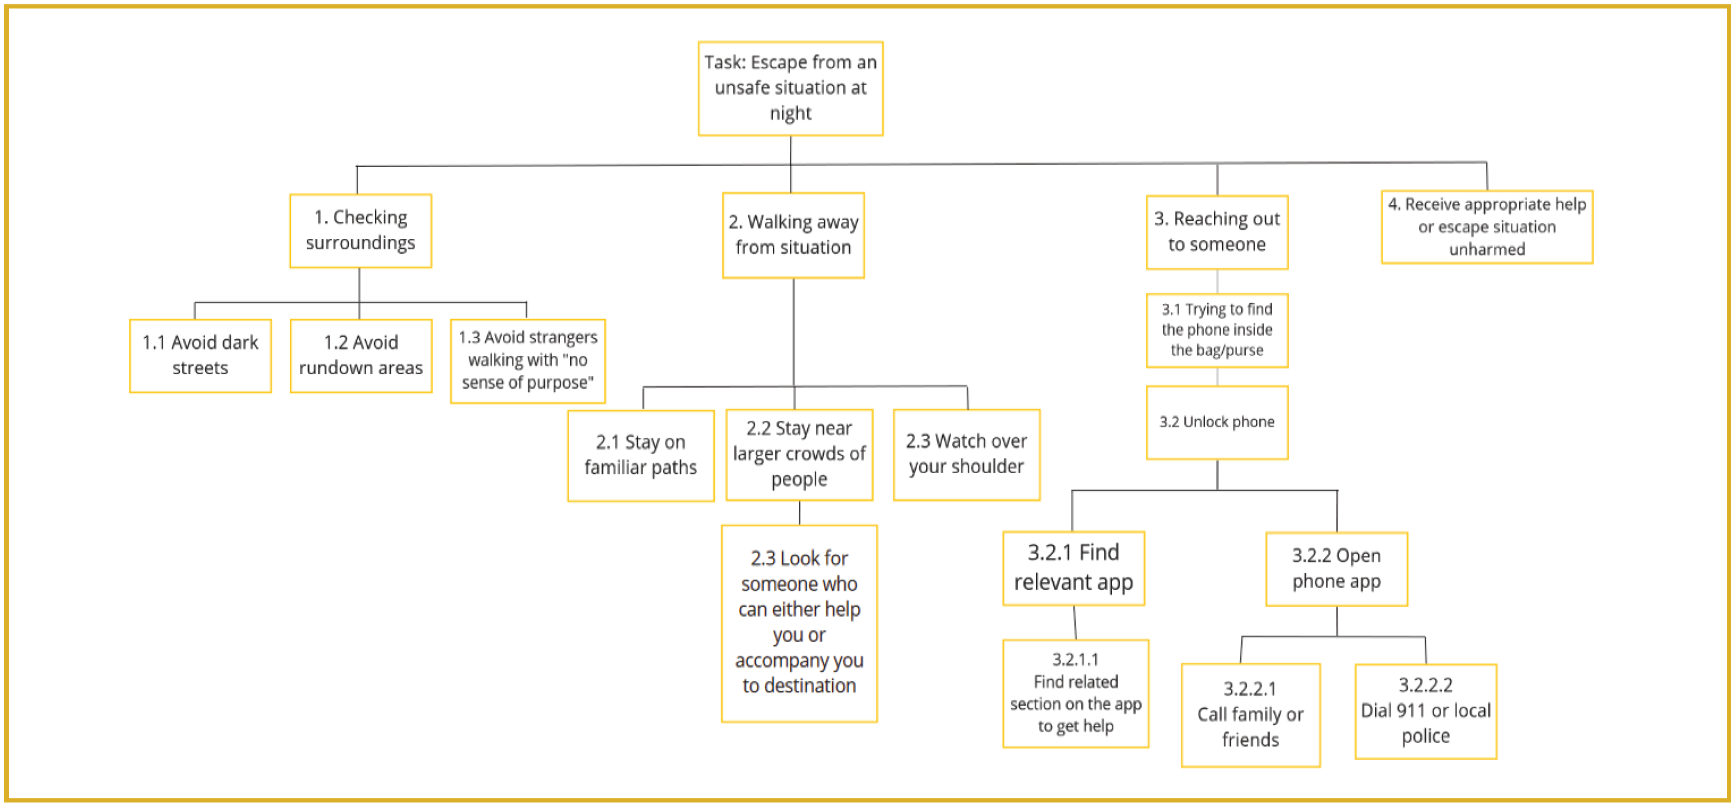 Task: Escape from an
unsafe situation at
night
1. Checking
surroundings
2. Walking away
from situation
3. Reaching out
to someone
4. Receive appropriate help
or escape situation
unharmed
1.1 Avoid dark
streets
1.2 Avoid
rundown areas
1.3 Avoid strangers
walking with "no
sense of purpose"
3.1 Trying to find
the phone inside
the bag/purse
3.2 Unlock phone
2.1 Stay on
familiar paths
2.2 Stay near
larger crowds of
people
2.3 Watch over
your shoulder
2.3 Look for
someone who
can either help
you or
accompany you
to destination
3.2.1 Find
relevant app
3.2.2 Open
phone app
3.2.1.1
Find related
section on the app
to get help
3.2.2.1
Call family or
friends
3.2.2.2
Dial 911 or local
police